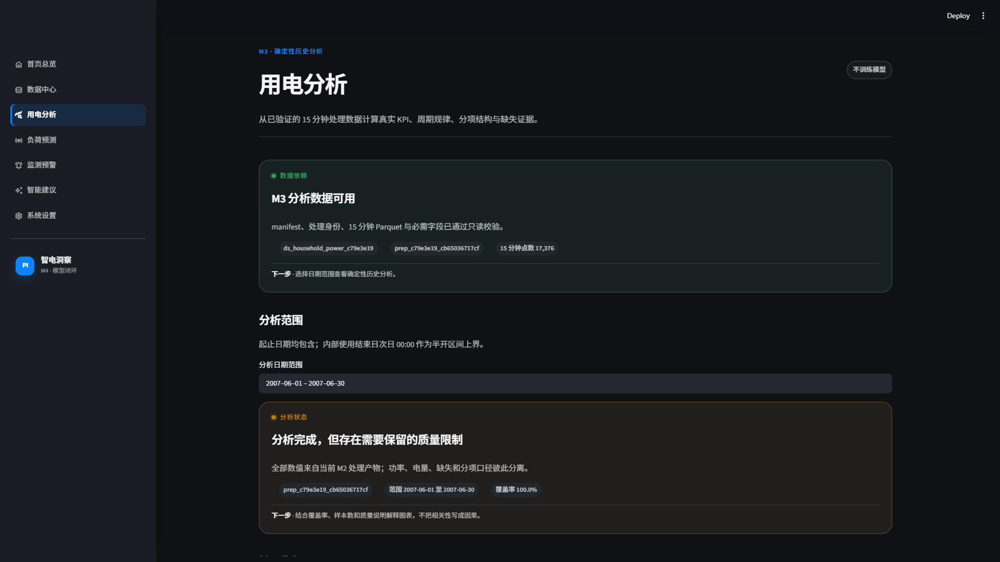 Deploy
首页总览
数据中心
用电分析
负荷预测
监测预警
智能建议
系统设置
PI
智电洞察
M4 · 模型闭环
M3 · 确定性历史分析
用电分析
不训练模型
从已验证的 15 分钟处理数据计算真实 KPI、周期规律、分项结构与缺失证据。
数据依赖
M3 分析数据可用
manifest、处理身份、15 分钟 Parquet 与必需字段已通过只读校验。
ds_household_power_c79e3e19 prep_c79e3e19_cb65036717cf 15 分钟点数 17,376
下一步 · 选择日期范围查看确定性历史分析。
分析范围
起止日期均包含；内部使用结束日次日 00:00 作为半开区间上界。
分析日期范围
2007–06–01 – 2007–06–30
分析状态
分析完成，但存在需要保留的质量限制
全部数值来自当前 M2 处理产物；功率、电量、缺失和分项口径彼此分离。
prep_c79e3e19_cb65036717cf 范围 2007-06-01 至 2007-06-30 覆盖率 100.0%
下一步 · 结合覆盖率、样本数和质量说明解释图表，不把相关性写成因果。